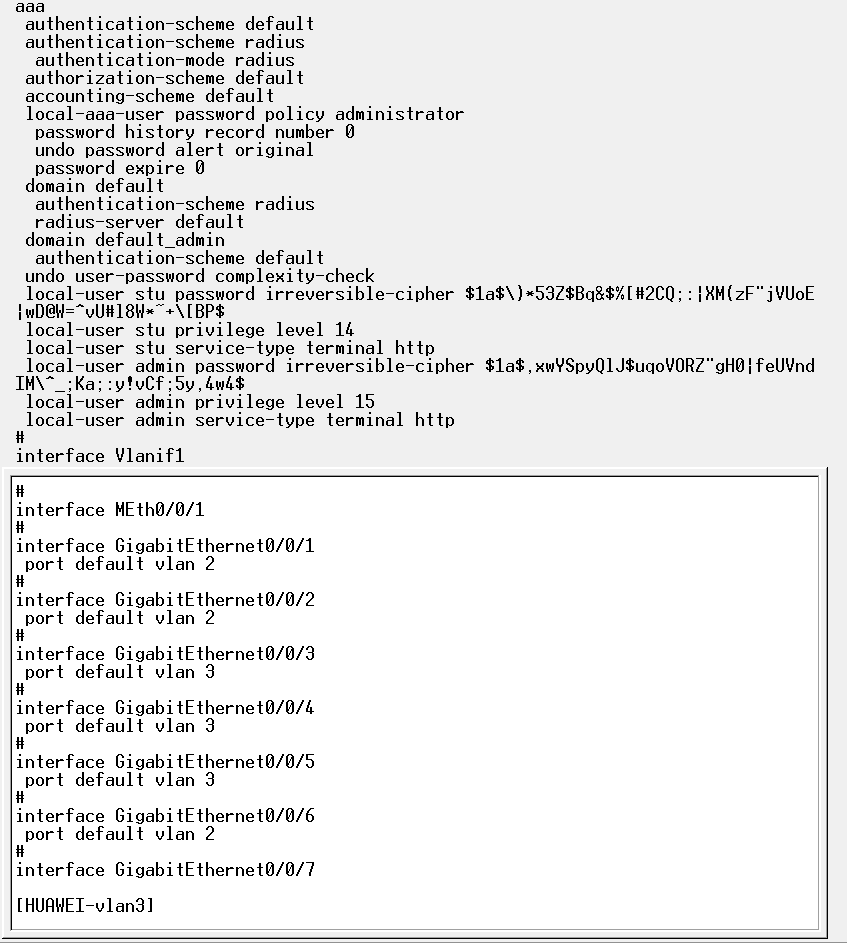 aaa
 authentication-scheme default
 authentication-scheme radius
  authentication-mode radius
 authorization-scheme default
 accounting-scheme default
 local-aaa-user password policy administrator
  password history record number 0
  undo password alert original
  password expire 0
 domain default
  authentication-scheme radius
  radius-server default
 domain default_admin
  authentication-scheme default
 undo user-password complexity-check
 local-user stu password irreversible-cipher $1a$\)*53Z$Bq&$%[#2CQ;:|XM(zF"jVUoE
|wD@W=^vU#l8W*~+\[BP$
 local-user stu privilege level 14
 local-user stu service-type terminal http
 local-user admin password irreversible-cipher $1a$,xwYSpyQlJ$uqoVORZ"gH0|feUVnd
IM\^_;Ka;:y!vCf;5y,4w4$
 local-user admin privilege level 15
 local-user admin service-type terminal http
#
interface Vlanif1
#
interface MEth0/0/1
#
interface GigabitEthernet0/0/1
 port default vlan 2
#
interface GigabitEthernet0/0/2
 port default vlan 2
#
interface GigabitEthernet0/0/3
 port default vlan 3
#
interface GigabitEthernet0/0/4
 port default vlan 3
#
interface GigabitEthernet0/0/5
 port default vlan 3
#
interface GigabitEthernet0/0/6
 port default vlan 2
#
interface GigabitEthernet0/0/7
[HUAWEI-vlan3]